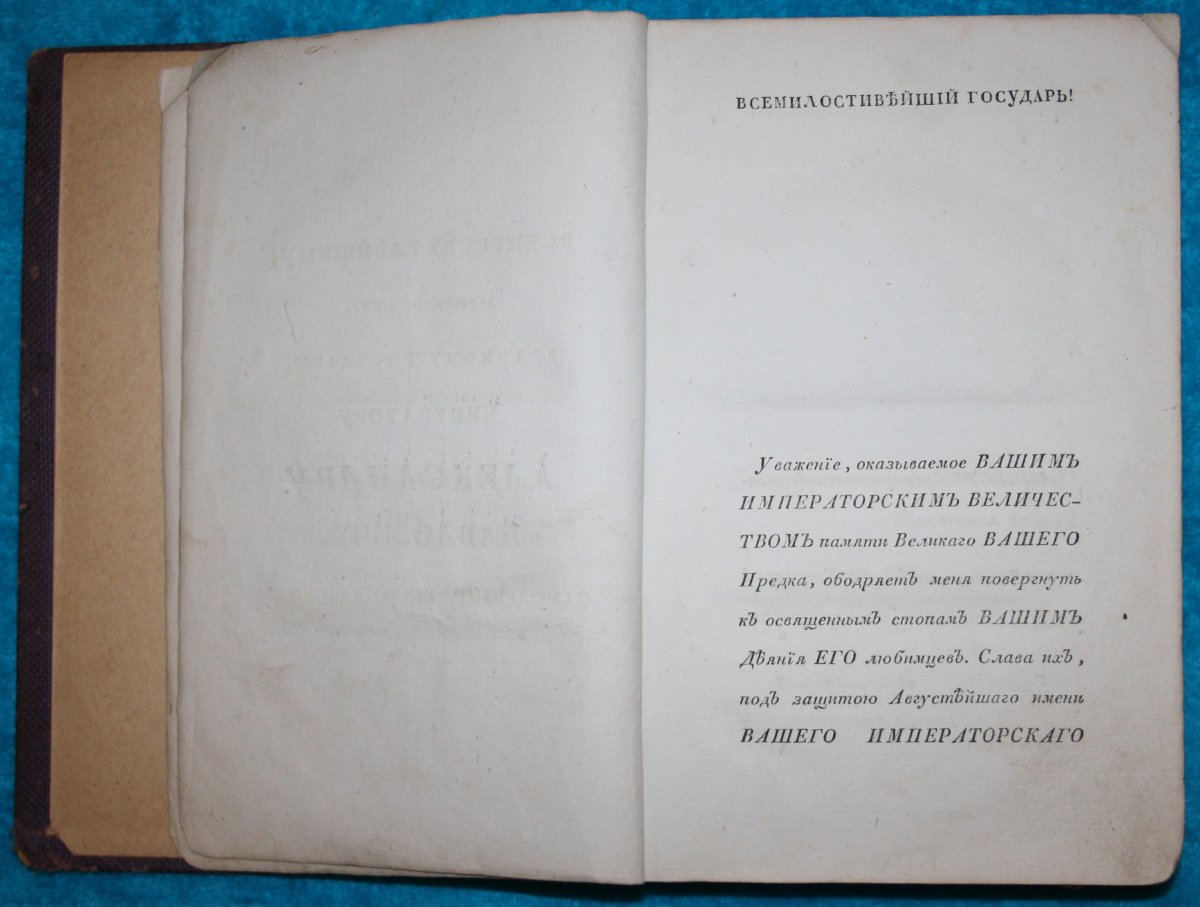 ВСЕМИЛОСТИВѢЙШІЙ ГОСУДАРЬ!
Уваженіе, оказываемое ВАШИМЪ
ИМПЕРАТОРСКИМЪ ВЕЛИЧЕС-
ТВОМЪ памяти Великаго ВАШЕГО
Предка, ободряетъ меня повергнуть
къ освященнымъ стопамъ ВАШИМЪ
Дѣянія ЕГО любимцевъ. Слава ихъ,
подъ защитою Августѣйшаго имени
ВАШЕГО ИМПЕРАТОРСКАГО